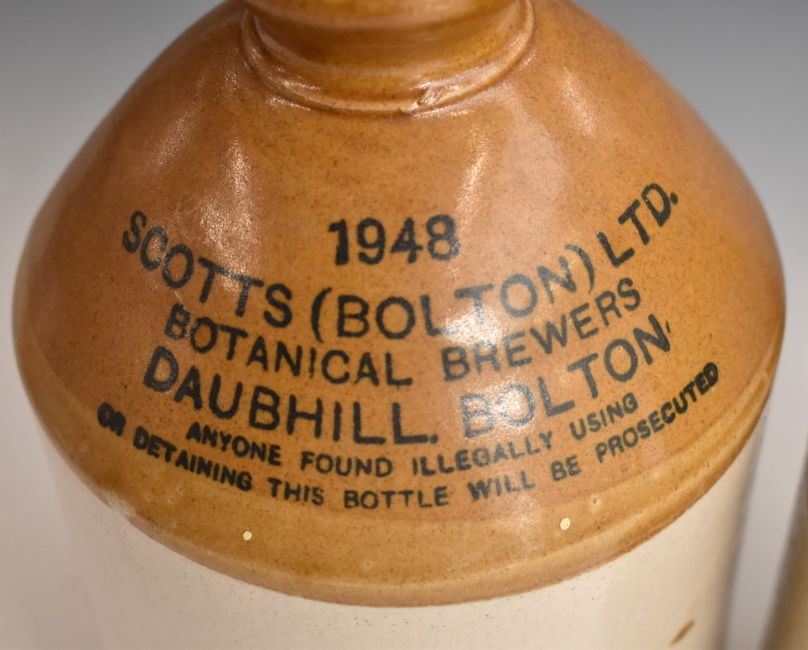 1948
SCOTTS (BOLTON) LTD.
BOTANICAL BREWERS
DAUBHILL. BOLTON.
ANYONE FOUND ILLEGALLY USING
OR DETAINING THIS BOTTLE WILL BE PROSECUTED